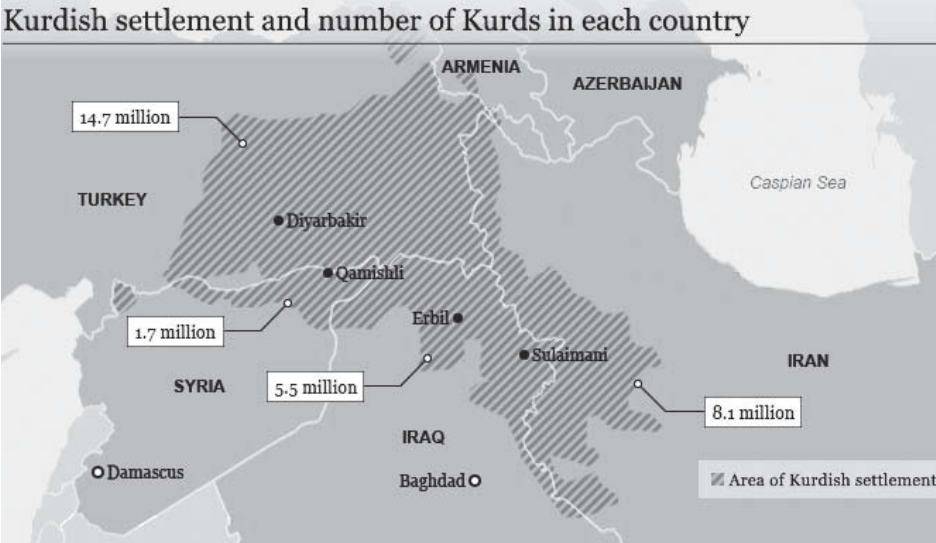 Kurdish settlement and number of Kurds in each country
ARMENIA
AZERBAIJAN
14.7 million
Caspian Sea
TURKEY
Diyarbakir
Qamishli
Erbil
1.7 million
Sulaimani
IRAN
SYRIA
5.5 million
8.1 million
IRAQ
Damascus
Baghdad
Area of Kurdish settlement